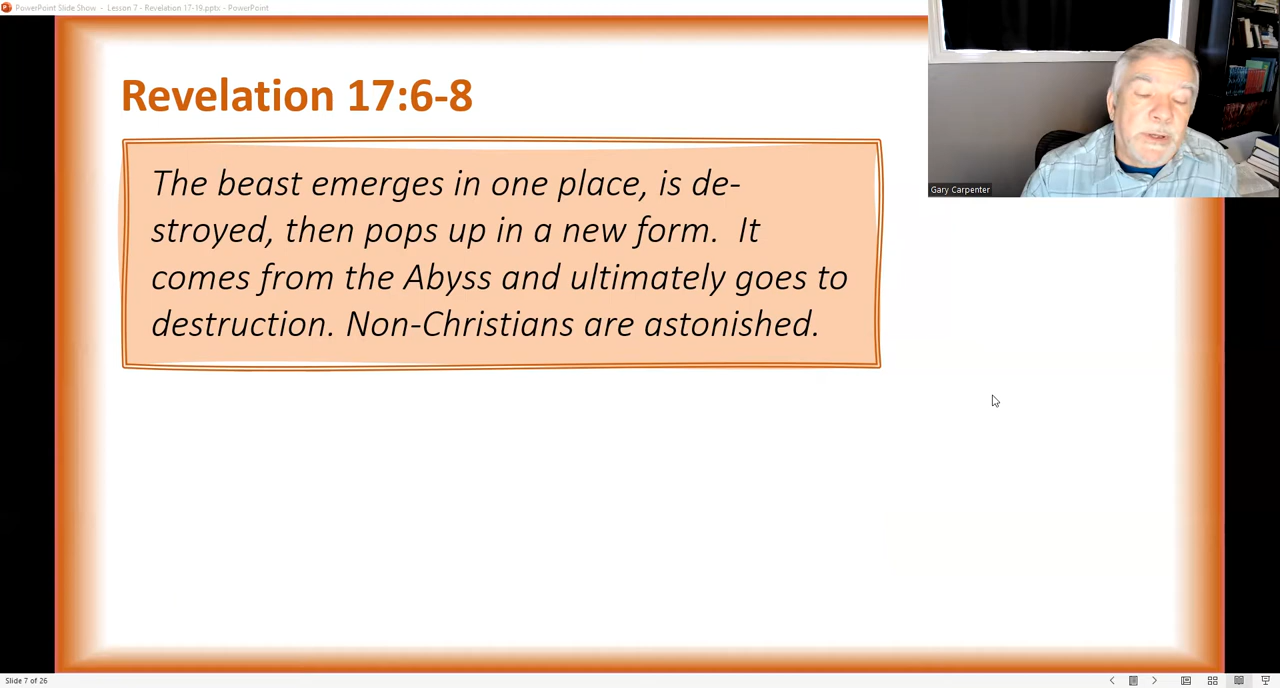 PowerPoint Slide Show - Lesson 7 - Revelation 17-19.pptx - PowerPoint
Revelation 17:6-8
The beast emerges in one place, is de-
stroyed, then pops up in a new form. It
comes from the Abyss and ultimately goes to
destruction. Non-Christians are astonished.
Gary Carpenter
Slide 7 of 26